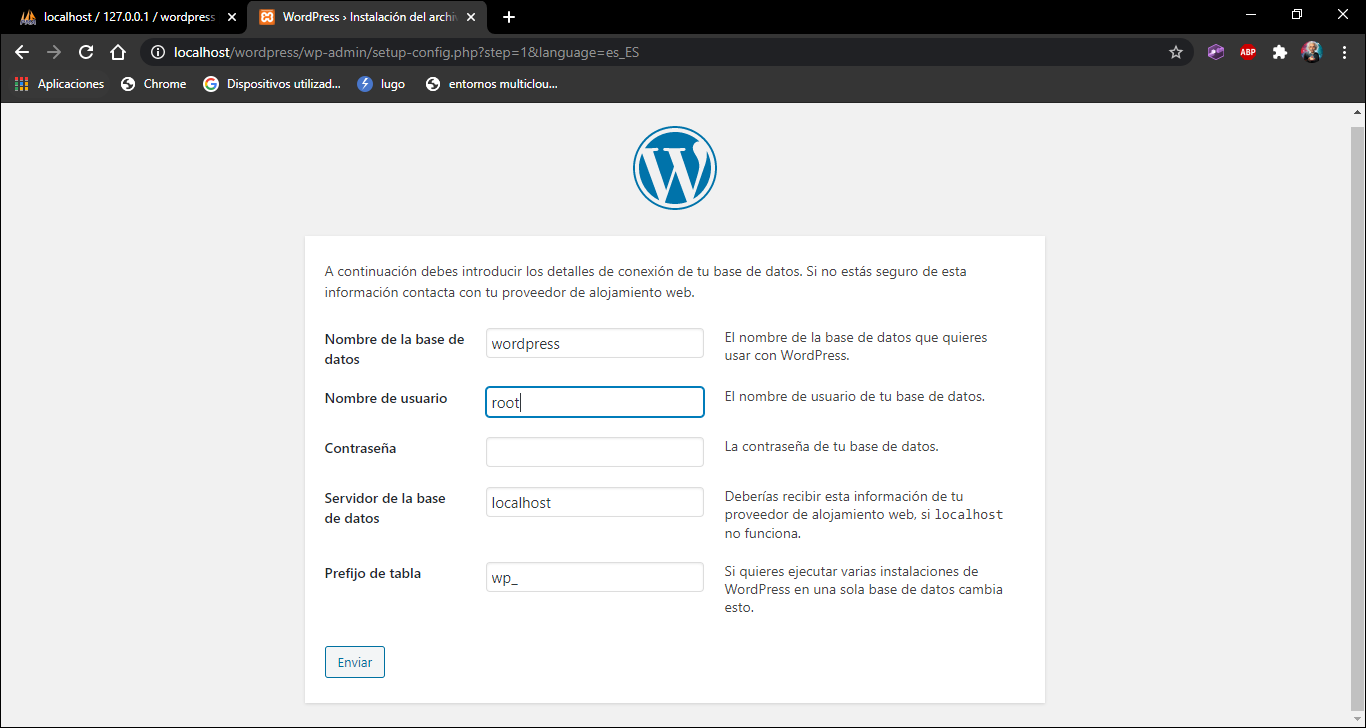 localhost / 127.0.0.1 / wordpress
WordPress › Instalación del archiv
localhost/wordpress/wp-admin/setup-config.php?step=1&language=es_ES
ABP
Aplicaciones
Chrome
Dispositivos utilizad...
lugo
entornos multiclou...
A continuación debes introducir los detalles de conexión de tu base de datos. Si no estás seguro de esta
información contacta con tu proveedor de alojamiento web.
Nombre de la base de
datos
wordpress
El nombre de la base de datos que quieres
usar con WordPress.
Nombre de usuario
root
El nombre de usuario de tu base de datos.
Contraseña
La contraseña de tu base de datos.
Servidor de la base
de datos
localhost
Deberías recibir esta información de tu
proveedor de alojamiento web, si localhost
no funciona.
Prefijo de tabla
wp_
Si quieres ejecutar varias instalaciones de
WordPress en una sola base de datos cambia
esto.
Enviar